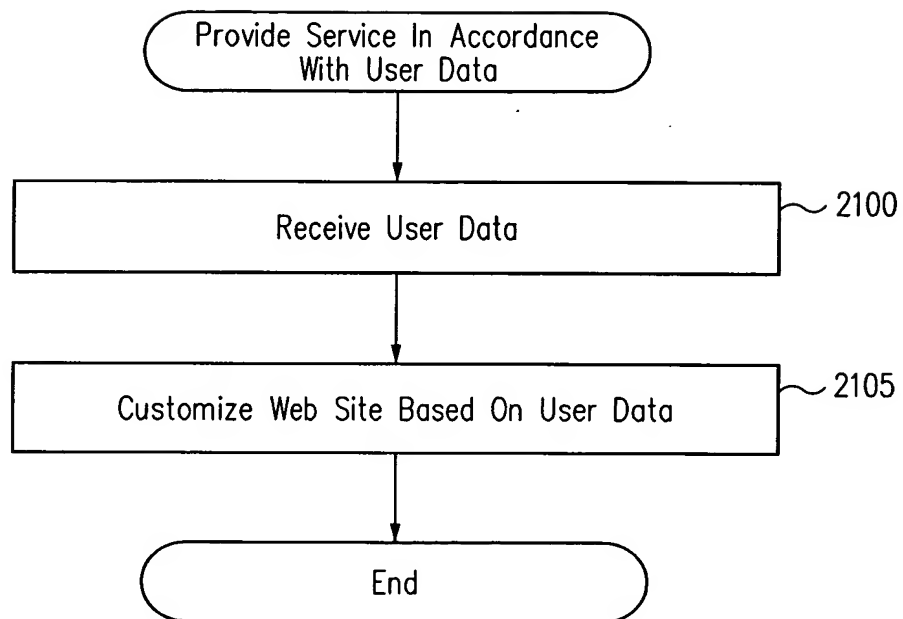 Provide Service In Accordance
With User Data
Receive User Data
2100
Customize Web Site Based On User Data
2105
End